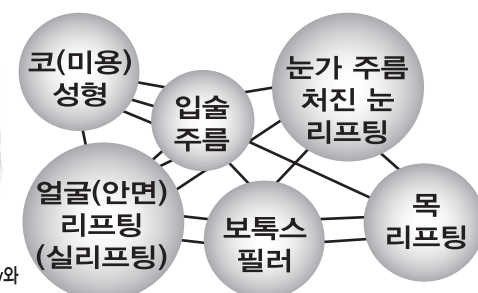 코(미용)
성형
입술
주름
눈가 주름
처진 눈
리프팅
얼굴(안면)
리프팅
(실리프팅)
보톡스
필러
목
리프팅
와